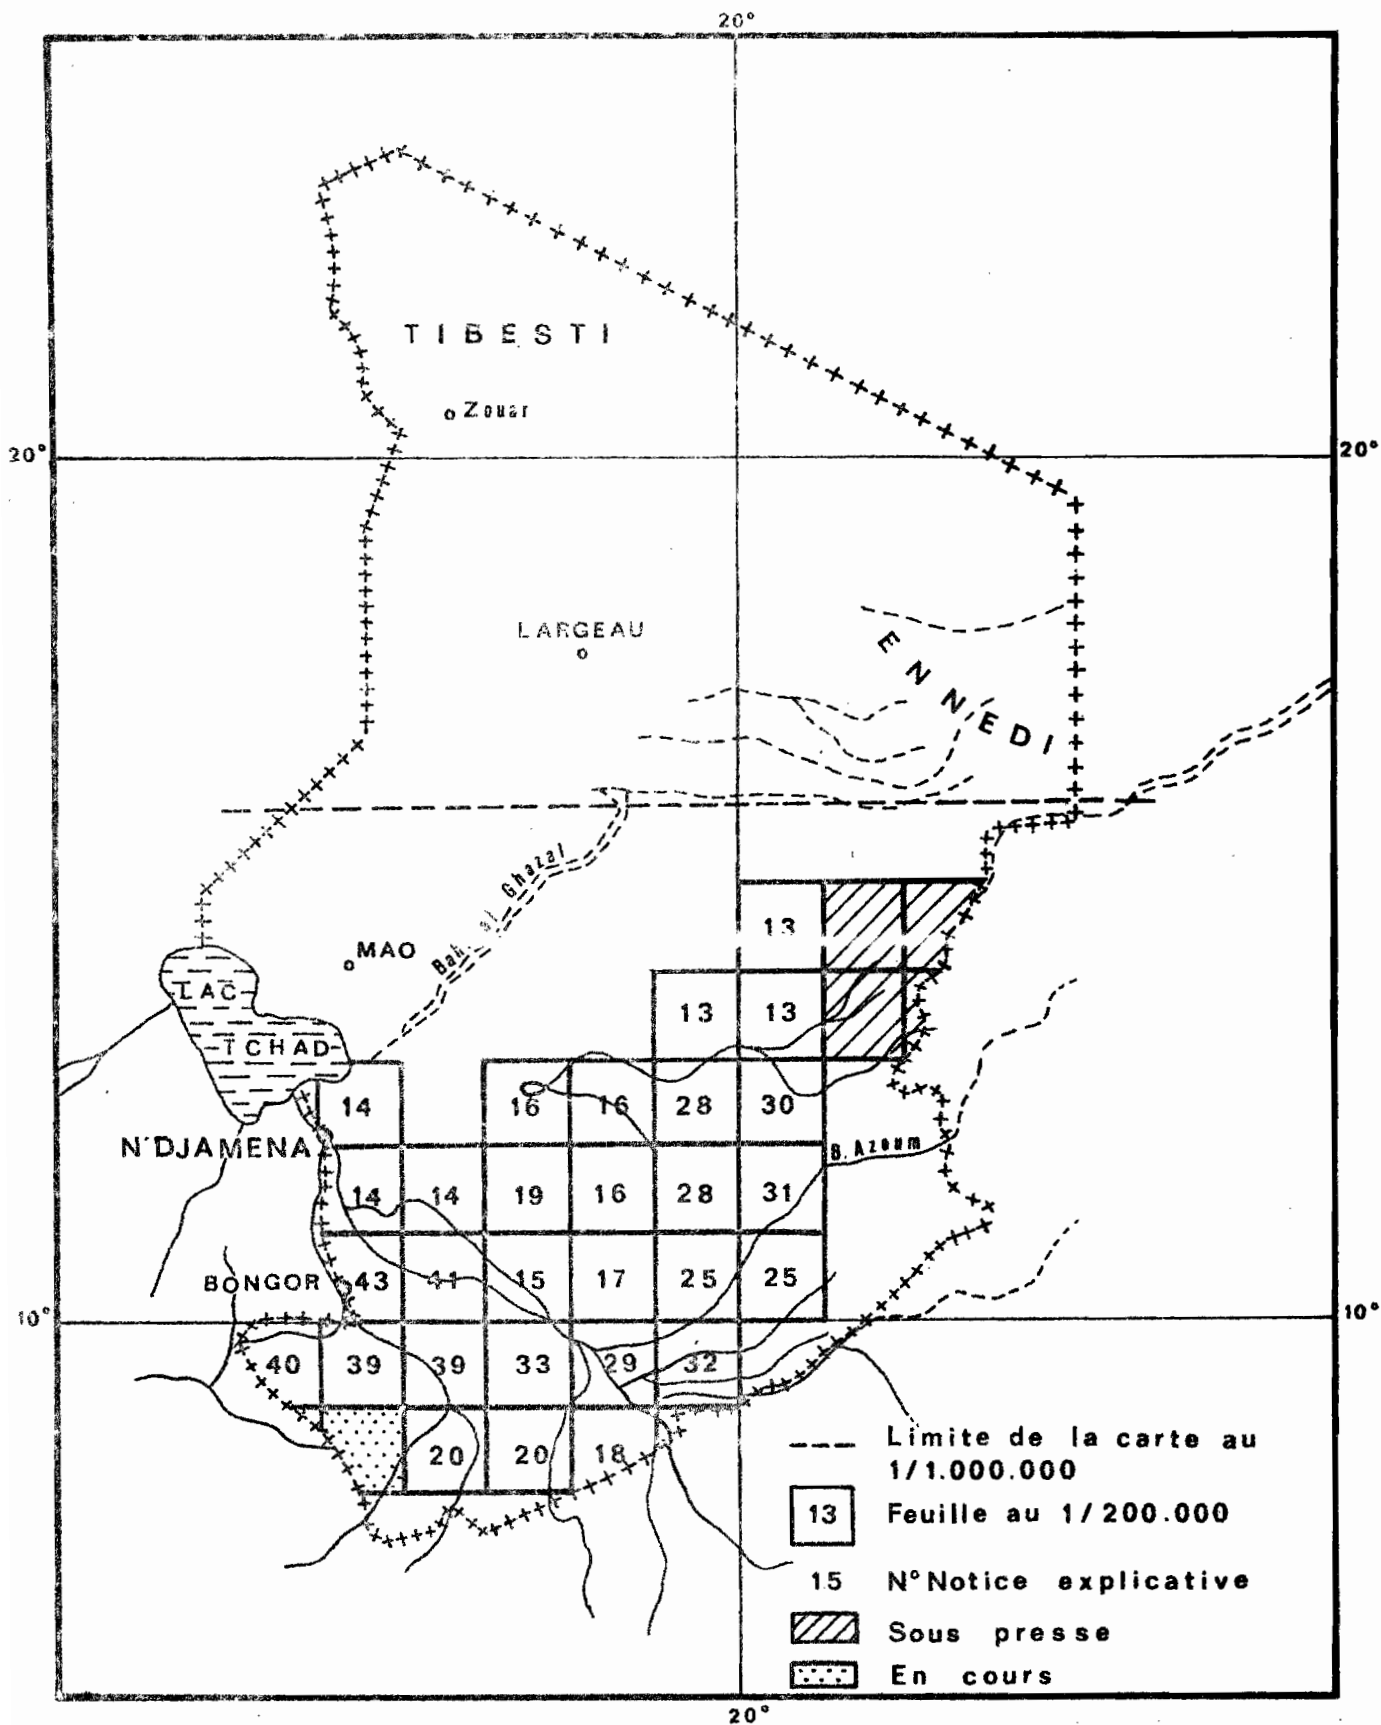 20°
TIBESTI
Zouar
20°
20°
LARGEAU
ENNEDI
Bahr el Ghazal
13
MAO
LAC
13 13
TCHAD
14 16 16 28 30
N'DJAMENA
B. Azoum
14 14 19 16 28 31
BONGOR
43 41 15 17 25 25
10°
10°
40 39 39 33 29 32
20 20 18
Limite de la carte au
1/1.000.000
13 Feuille au 1/200.000
15 N° Notice explicative
Sous presse
En cours
20°